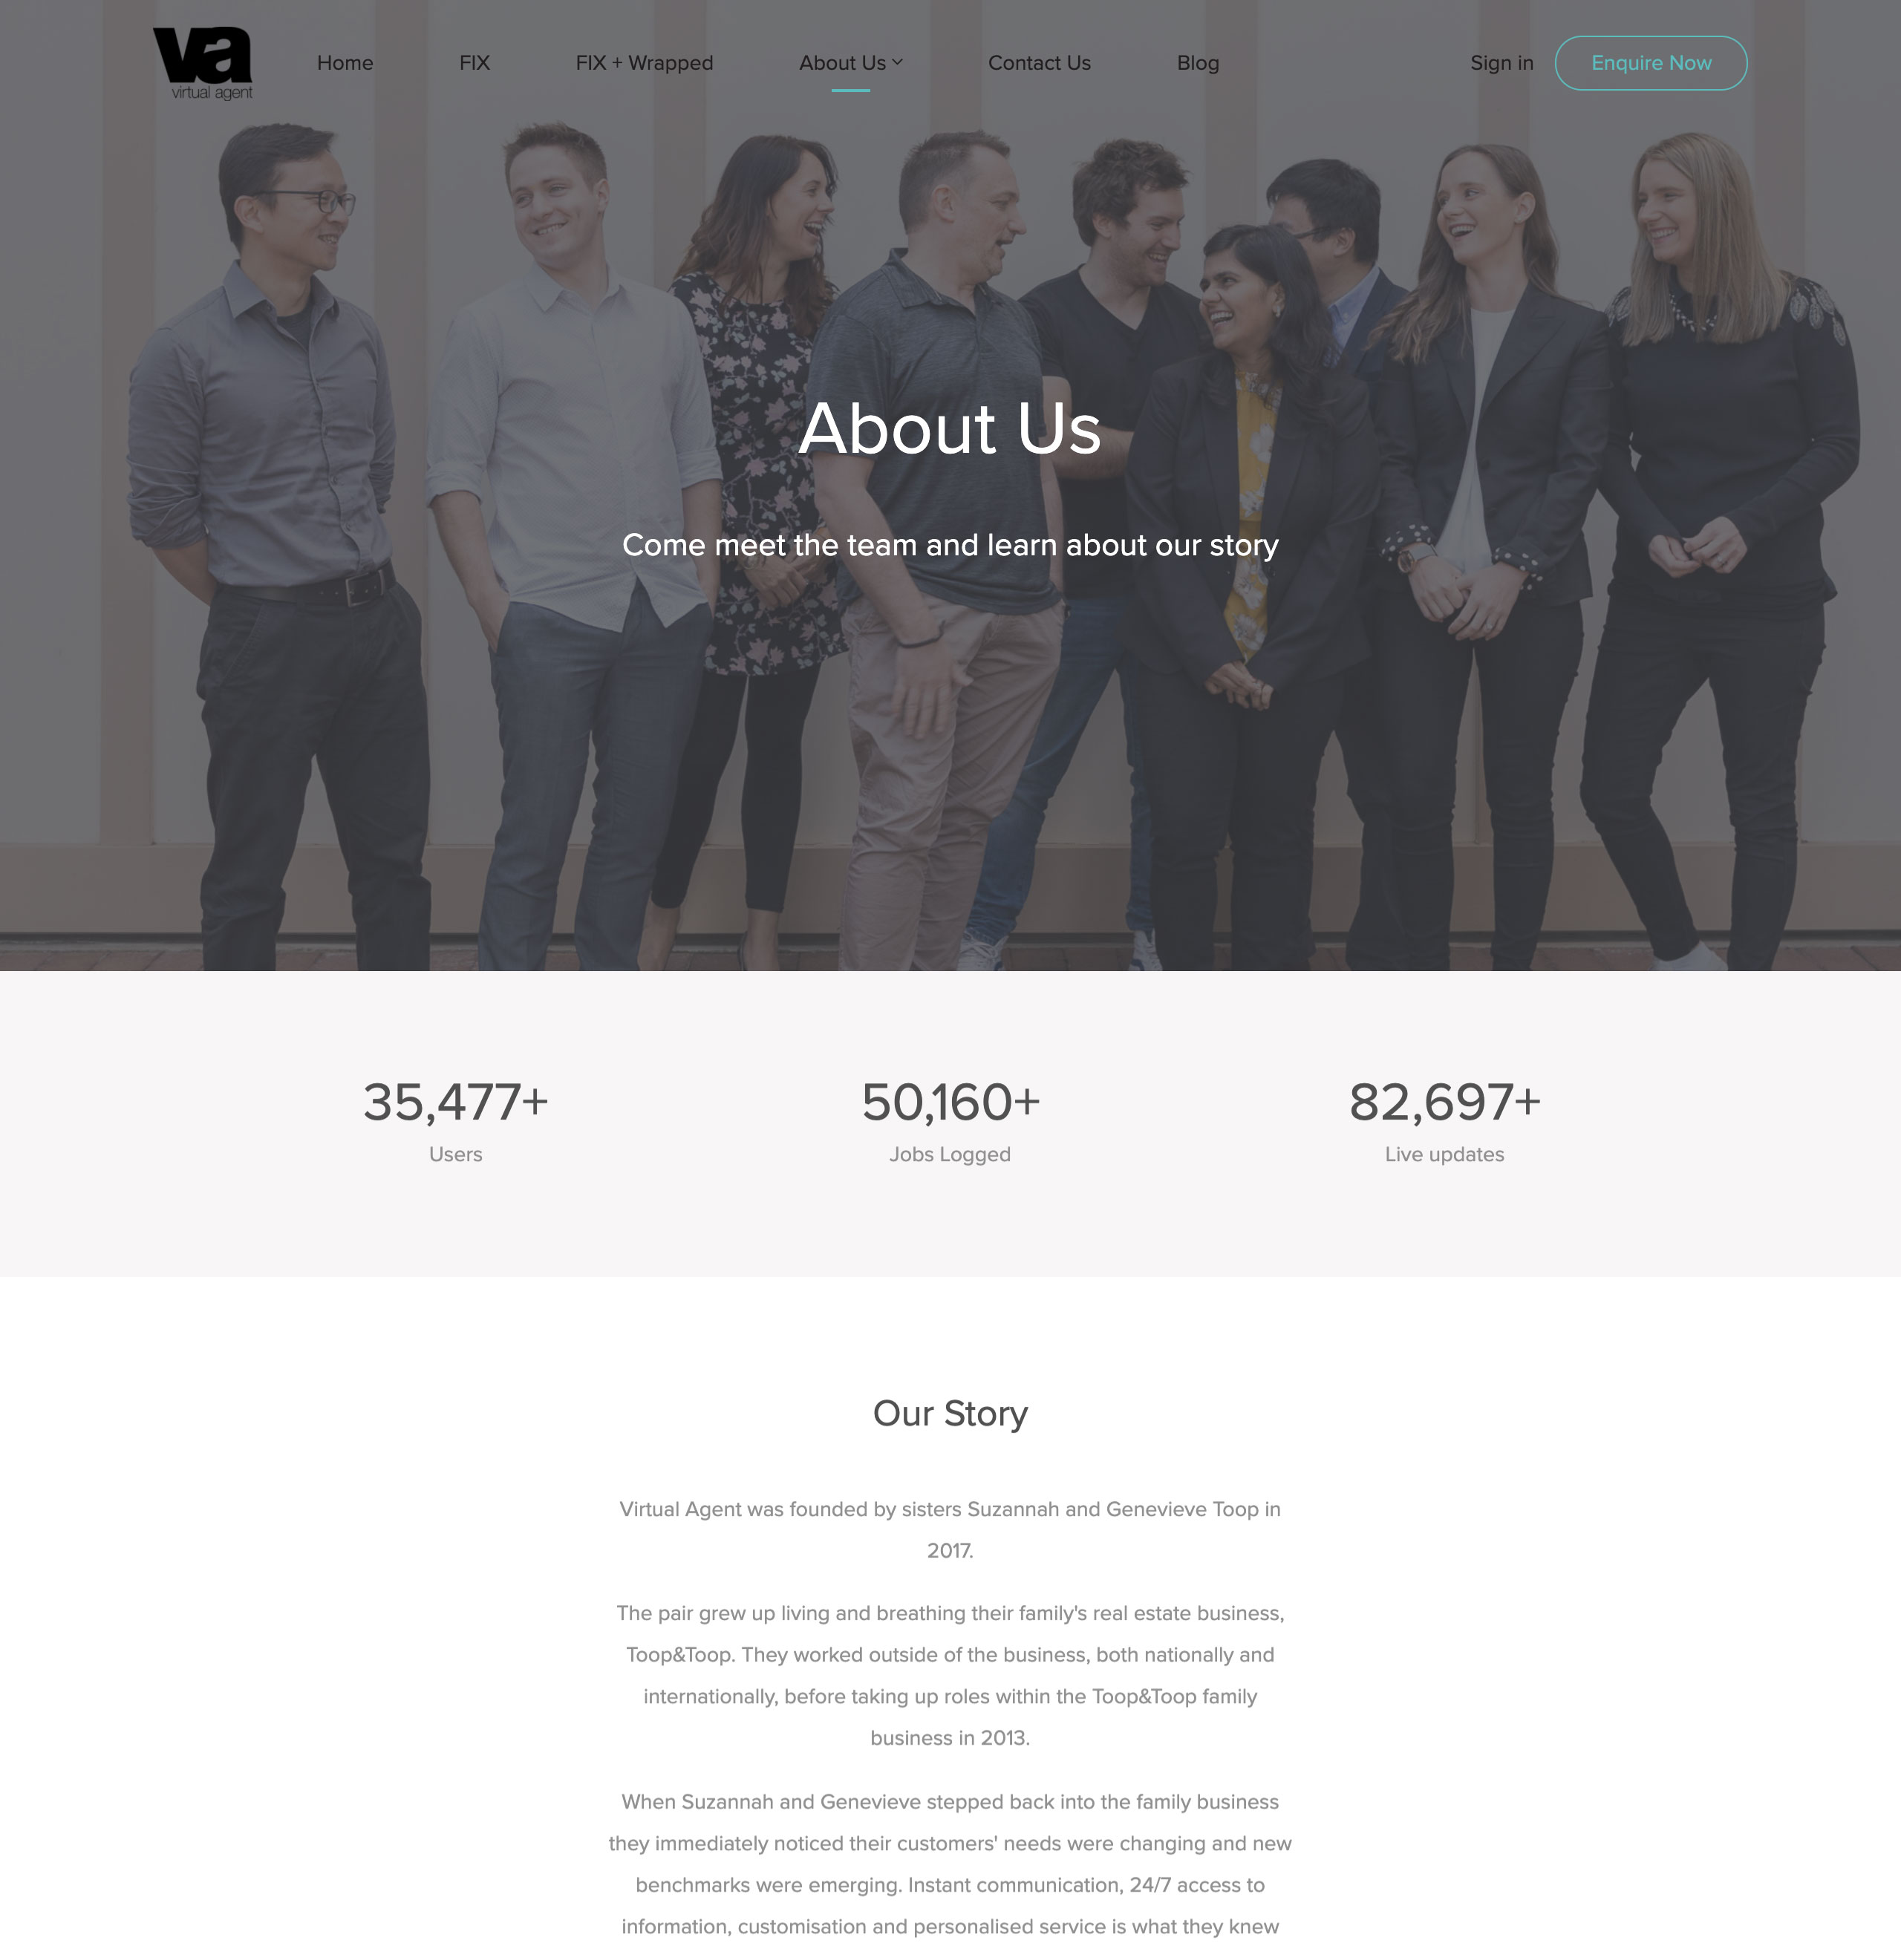 va
virtual agent
Home
FIX
FIX + Wrapped
About Us
Contact Us
Blog
Sign in
Enquire Now
About Us
Come meet the team and learn about our story
35,477+
Users
50,160+
Jobs Logged
82,697+
Live updates
Our Story
Virtual Agent was founded by sisters Suzannah and Genevieve Toop in
2017.
The pair grew up living and breathing their family's real estate business,
Toop&Toop. They worked outside of the business, both nationally and
internationally, before taking up roles within the Toop&Toop family
business in 2013.
When Suzannah and Genevieve stepped back into the family business
they immediately noticed their customers' needs were changing and new
benchmarks were emerging. Instant communication, 24/7 access to
information, customisation and personalised service is what they knew